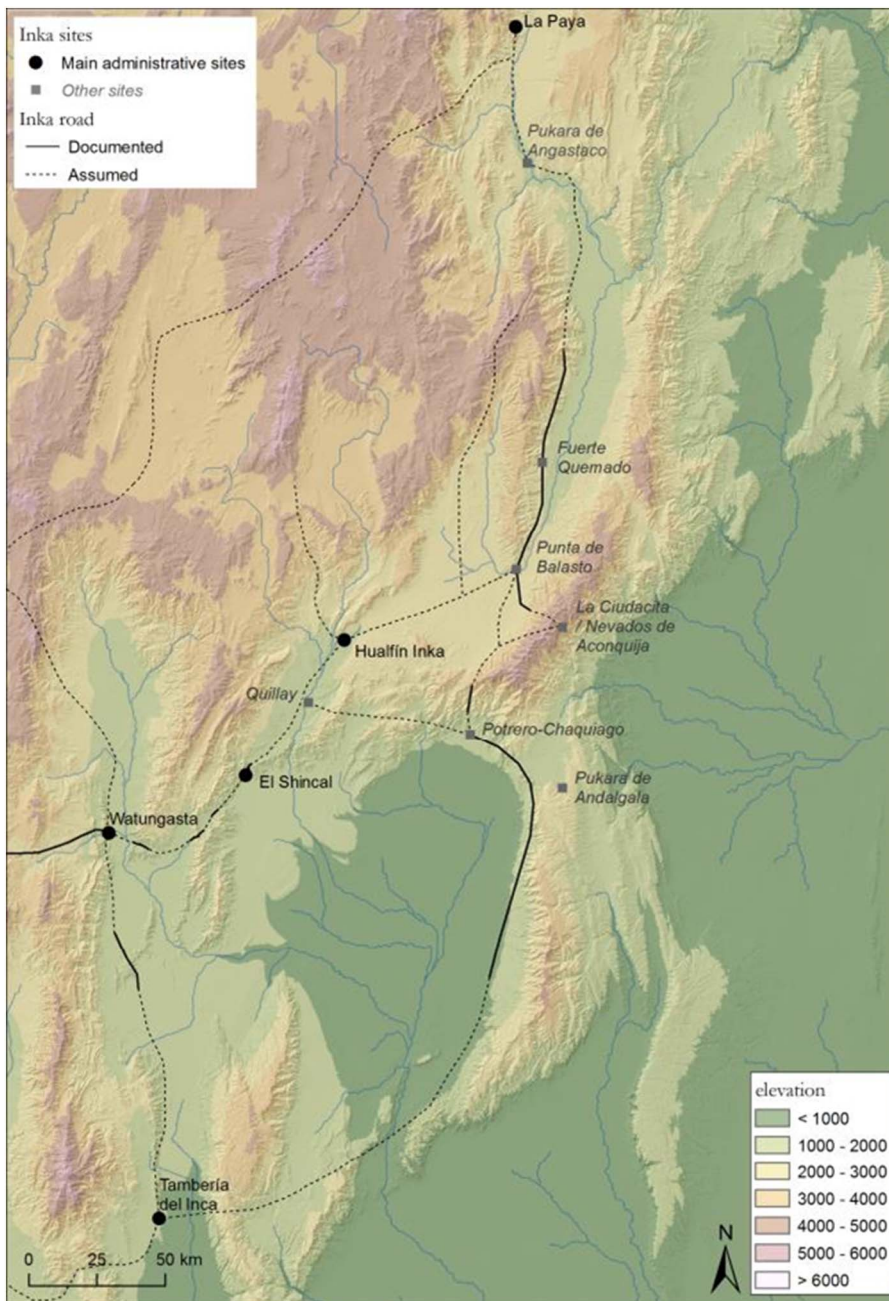 Inka sites
Main administrative sites
Other sites
Inka road
Documented
Assumed
La Paya
Pukara de
Angastaco
Fuerte
Quemado
Punta de
Balasto
La Ciudacita
/ Nevados de
Aconquija
Hualfín Inka
Quillay
Potrero-Chaquiago
El Shincal
Pukara de
Andalgala
Watungasta
Tambería
del Inca
0 25 50 km
N
elevation
< 1000
1000 - 2000
2000 - 3000
3000 - 4000
4000 - 5000
5000 - 6000
> 6000